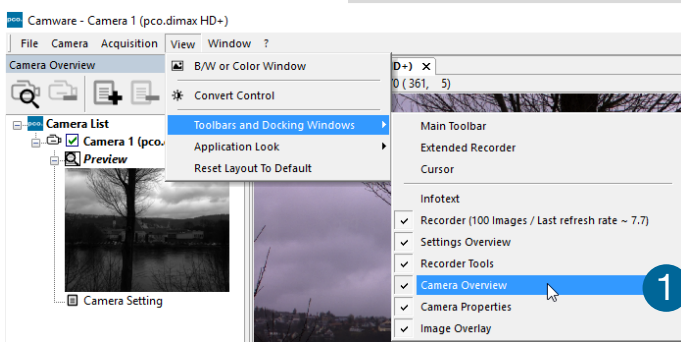 pco. Camware - Camera 1 (pco.dimax HD+)
File Camera Acquisition View Window ?
Camera Overview
B/W or Color Window
Convert Control
Toolbars and Docking Windows
Application Look
Reset Layout To Default
D+) X
0 ( 361, 5)
pco. Camera List
Camera 1 (pco.
Preview
Camera Setting
Main Toolbar
Extended Recorder
Cursor
Infotext
Recorder (100 Images / Last refresh rate ~ 7.7)
Settings Overview
Recorder Tools
Camera Overview
Camera Properties
Image Overlay
1